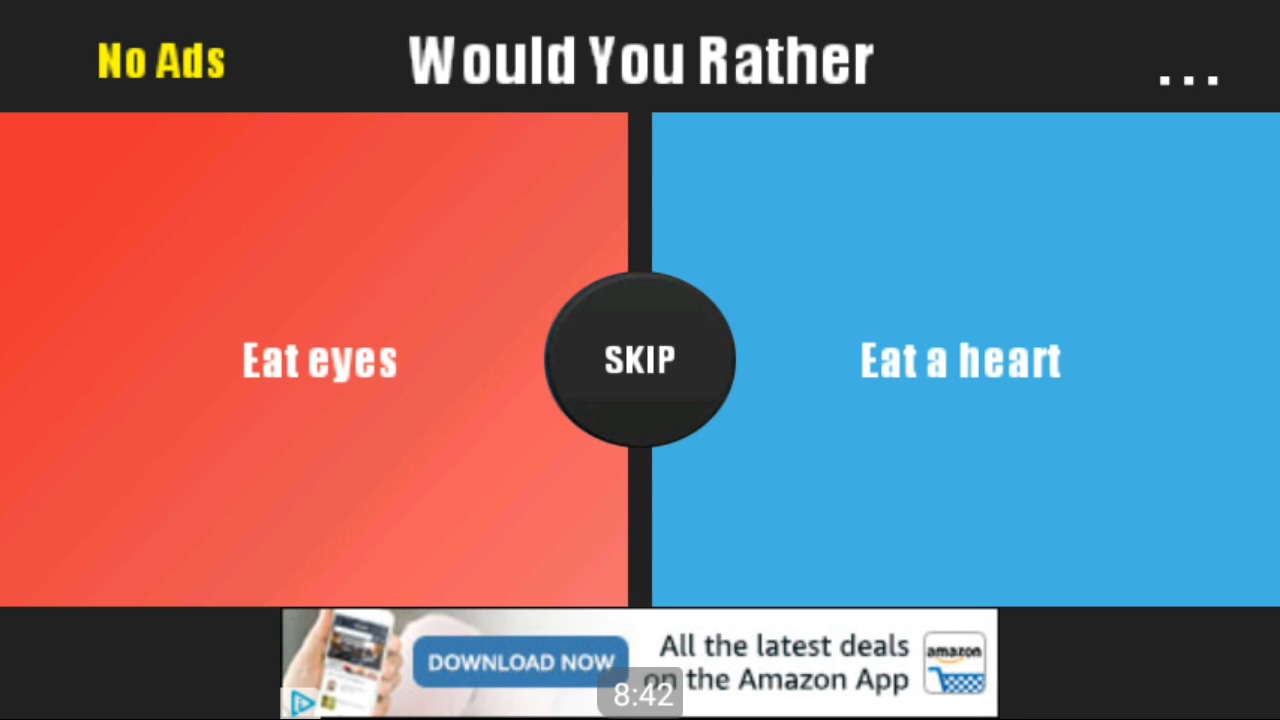 No Ads
Would You Rather
...
Eat eyes
SKIP
Eat a heart
DOWNLOAD NOW
All the latest deals
on the Amazon App
amazon
8:42